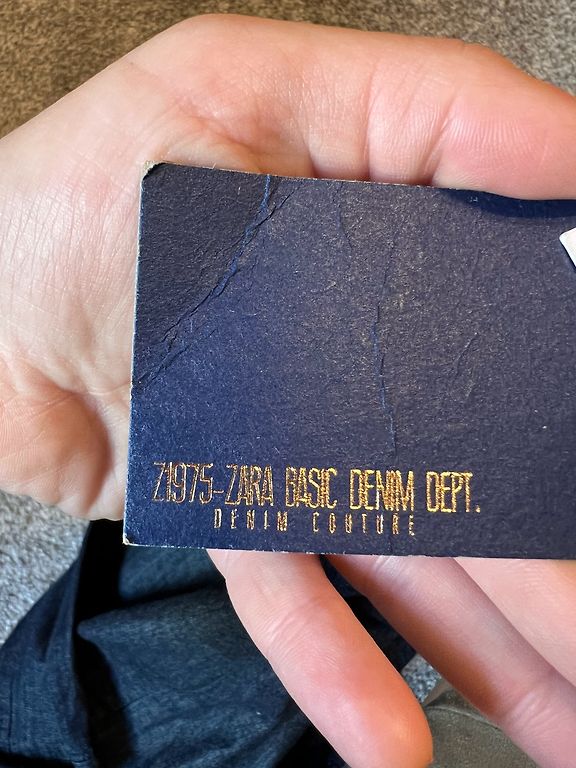 Z1975-ZARA BASIC DENIM DEPT.
DENIM COUTURE